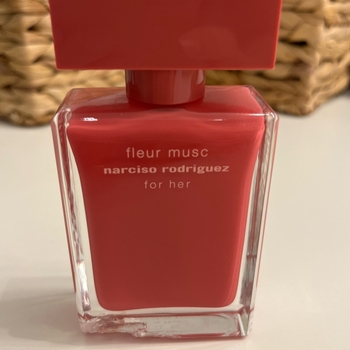 fleur musc
narciso rodriguez
for her